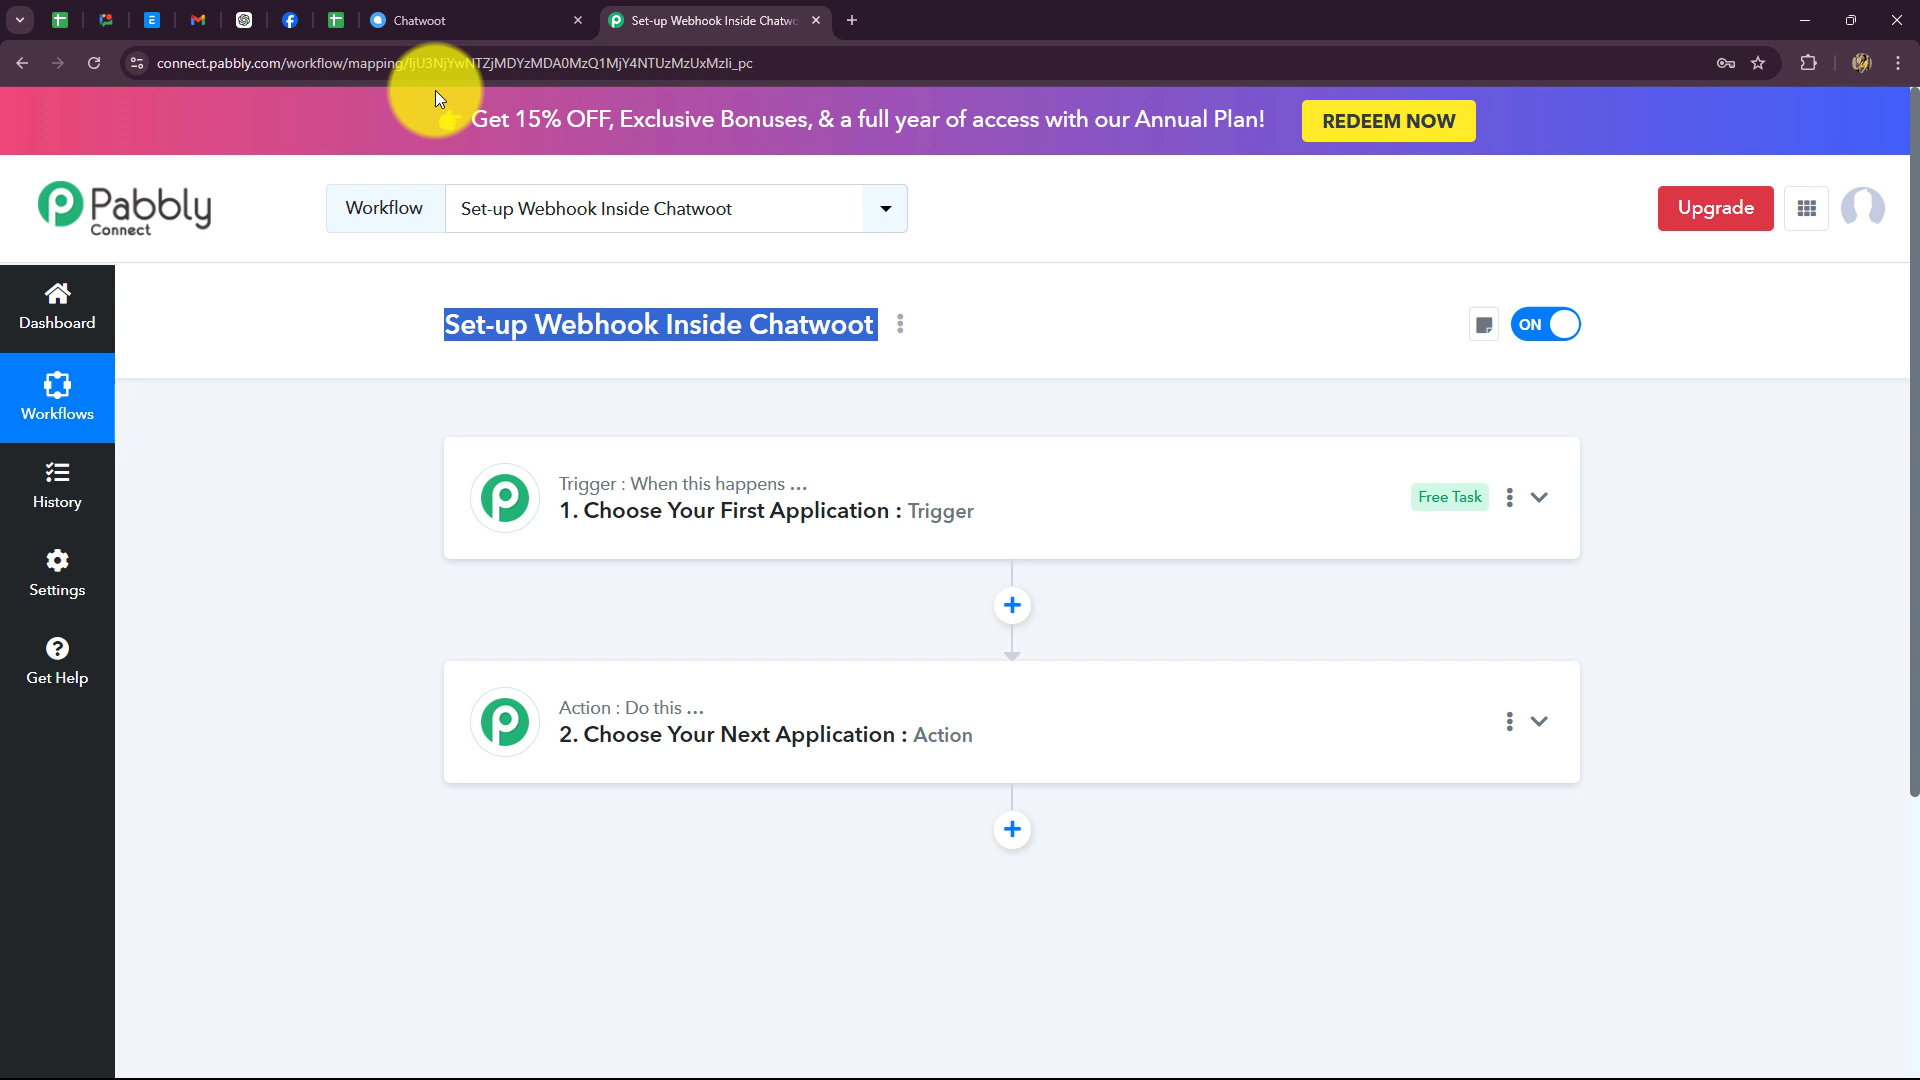 Chatwoot
Set-up Webhook Inside Chatwo
connect.pabbly.com/workflow/mapping/IjU3NjYwNTZjMDYzMDA0MzQ1MjY4NTUzMzUxMzIi_pc
Get 15% OFF, Exclusive Bonuses, & a full year of access with our Annual Plan!
REDEEM NOW
Pabbly
Connect
Workflow
Set-up Webhook Inside Chatwoot
Upgrade
Dashboard
Set-up Webhook Inside Chatwoot
ON
Workflows
Trigger : When this happens ...
1. Choose Your First Application : Trigger
Free Task
History
Settings
Get Help
Action : Do this ...
2. Choose Your Next Application : Action